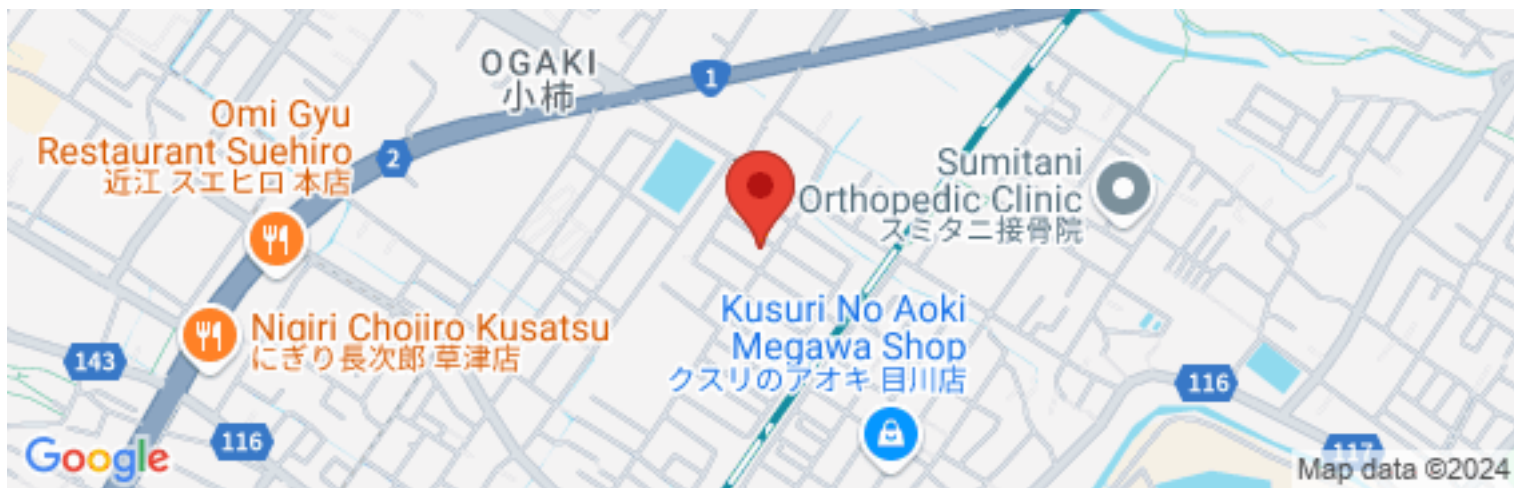 OGAKI
小柿
1
Omi Gyu
Restaurant Suehiro
近江 スエヒロ 本店
2
Sumitani
Orthopedic Clinic
スミタニ接骨院
Kusuri No Aoki
Megawa Shop
クスリのアオキ 目川店
Nigiri Chojiro Kusatsu
にぎり長次郎 草津店
143
116
116
117
Google
Map data ©2024